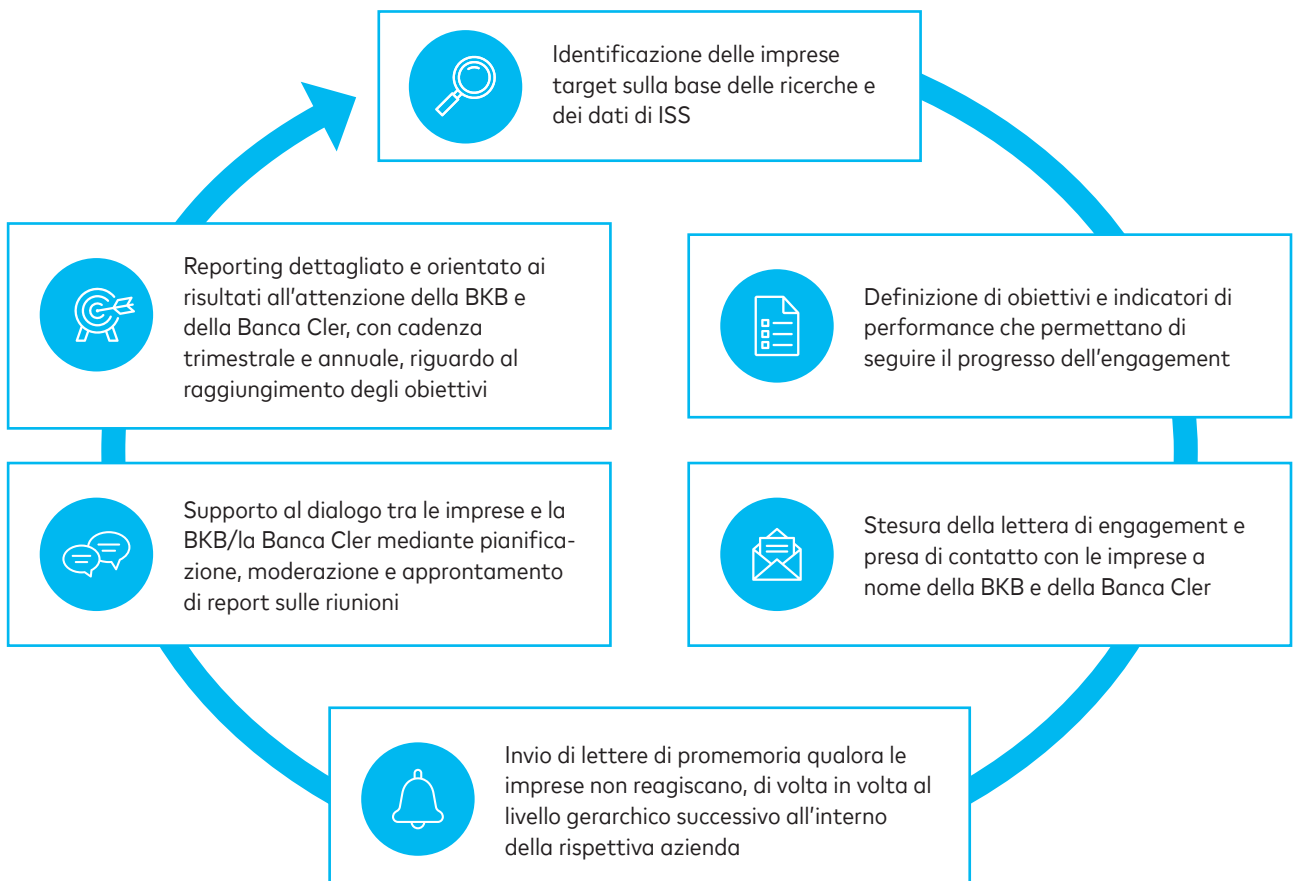 Identificazione delle imprese
target sulla base delle ricerche e
dei dati di ISS
Definizione di obiettivi e indicatori di
performance che permettano di
seguire il progresso dell'engagement
Stesura della lettera di engagement e
presa di contatto con le imprese a
nome della BKB e della Banca Cler
Invio di lettere di promemoria qualora le
imprese non reagiscano, di volta in volta al
livello gerarchico successivo all'interno
della rispettiva azienda
Supporto al dialogo tra le imprese e la
BKB/la Banca Cler mediante pianifica-
zione, moderazione e approntamento
di report sulle riunioni
Reporting dettagliato e orientato ai
risultati all'attenzione della BKB e
della Banca Cler, con cadenza
trimestrale e annuale, riguardo al
raggiungimento degli obiettivi